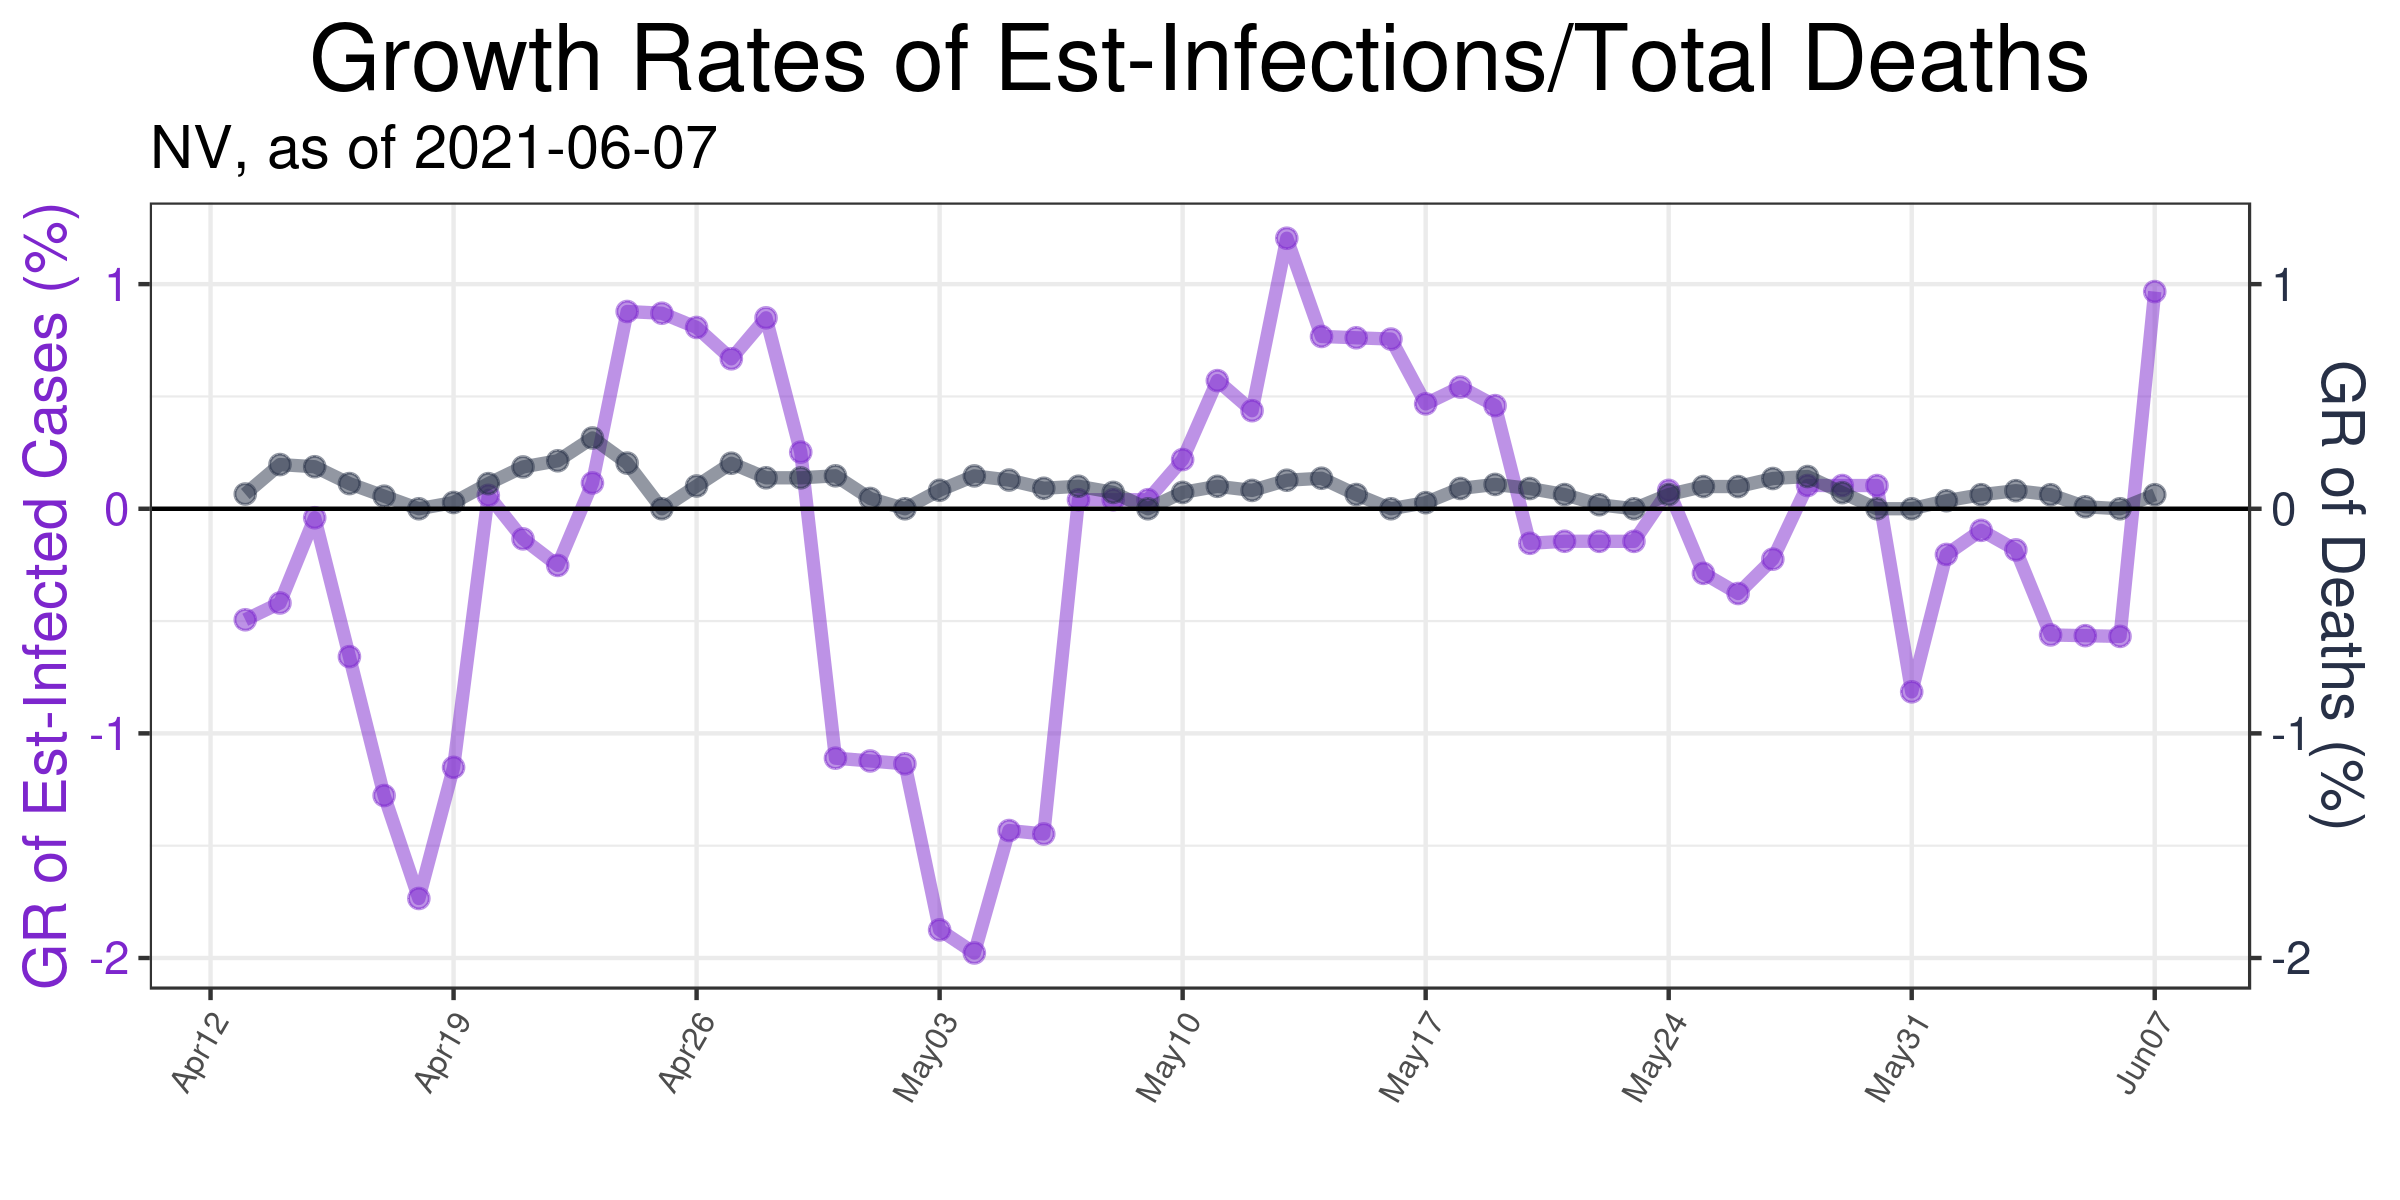 Growth Rates of Est-Infections/Total Deaths
NV, as of 2021-06-07
GR of Est-Infected Cases (%)
1
0
-1
-2
1
0
-1
-2
GR of Deaths (%)
Apr12
Apr19
Apr26
May03
May10
May17
May24
May31
Jun07